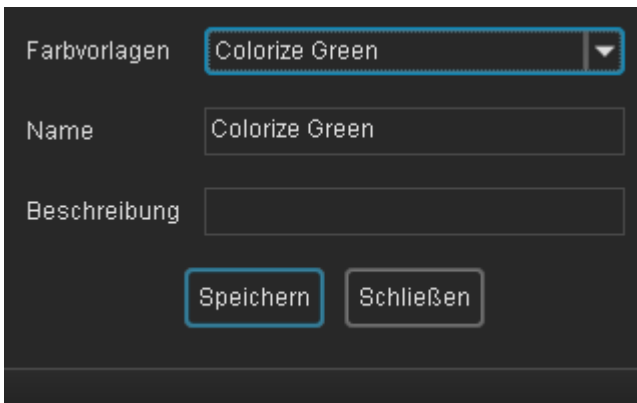 Farbvorlagen Colorize Green
Name Colorize Green
Beschreibung
Speichern Schließen